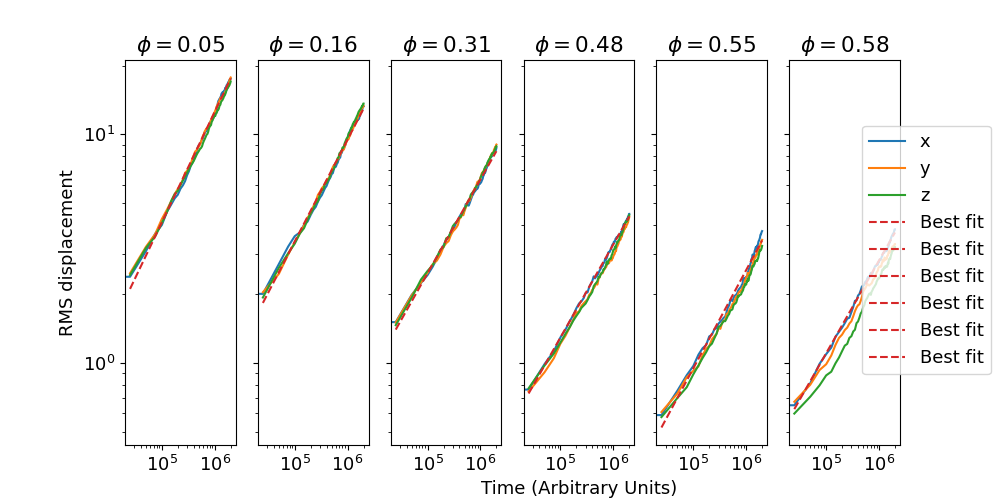 ϕ = 0.05
ϕ = 0.16
ϕ = 0.31
ϕ = 0.48
ϕ = 0.55
ϕ = 0.58
RMS displacement
10¹
10⁰
x
y
z
Best fit
Best fit
Best fit
Best fit
Best fit
Best fit
10⁵ 10⁶
10⁵ 10⁶
10⁵ 10⁶
10⁵ 10⁶
10⁵ 10⁶
10⁵ 10⁶
Time (Arbitrary Units)